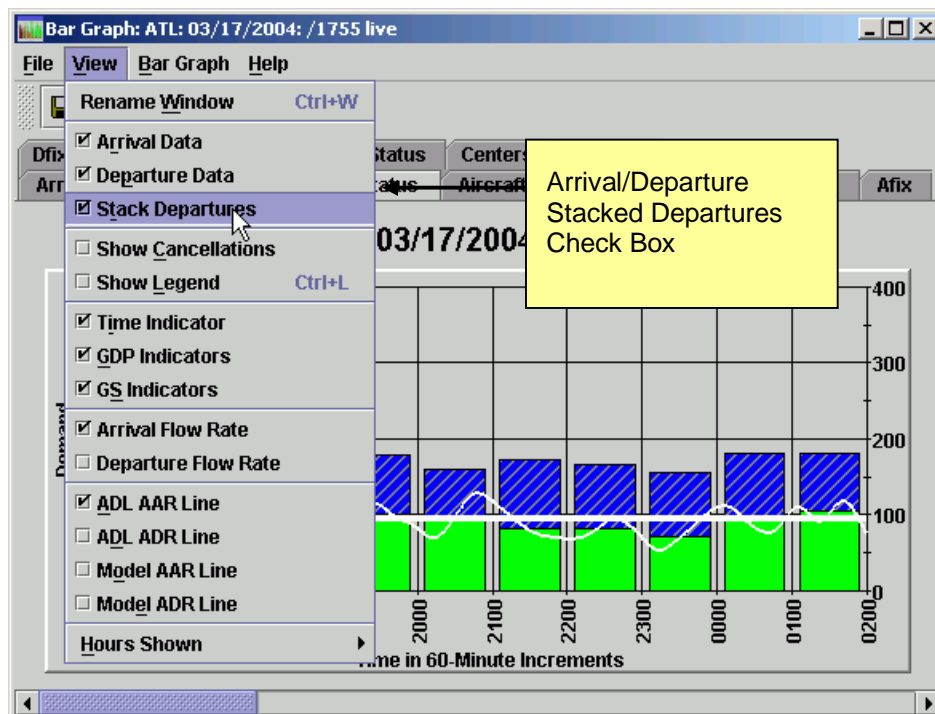 Bar Graph: ATL: 03/17/2004: /1755 live
File View Bar Graph Help
Rename Window Ctrl+W
Arrival Data
Departure Data
Stack Departures
Show Cancellations
Show Legend Ctrl+L
Time Indicator
GDP Indicators
GS Indicators
Arrival Flow Rate
Departure Flow Rate
ADL AAR Line
ADL ADR Line
Model AAR Line
Model ADR Line
Hours Shown
Dfix Status Centers
Arr Aircraft Afix
Arrival/Departure
Stacked Departures
Check Box
03/17/2004
Demand
400
300
200
100
0
2000 2100 2200 2300 0000 0100 0200
Time in 60-Minute Increments